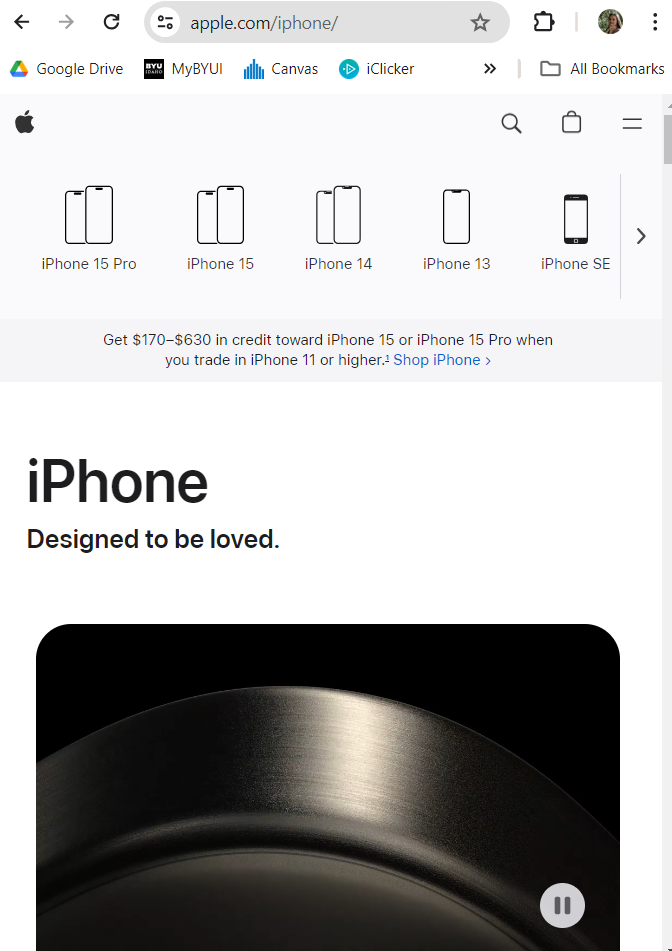 apple.com/iphone/
Google Drive BYU IDAHO MyBYUI Canvas iClicker » All Bookmarks
iPhone 15 Pro iPhone 15 iPhone 14 iPhone 13 iPhone SE
Get $170–$630 in credit toward iPhone 15 or iPhone 15 Pro when
you trade in iPhone 11 or higher.¹ Shop iPhone ›
iPhone
Designed to be loved.